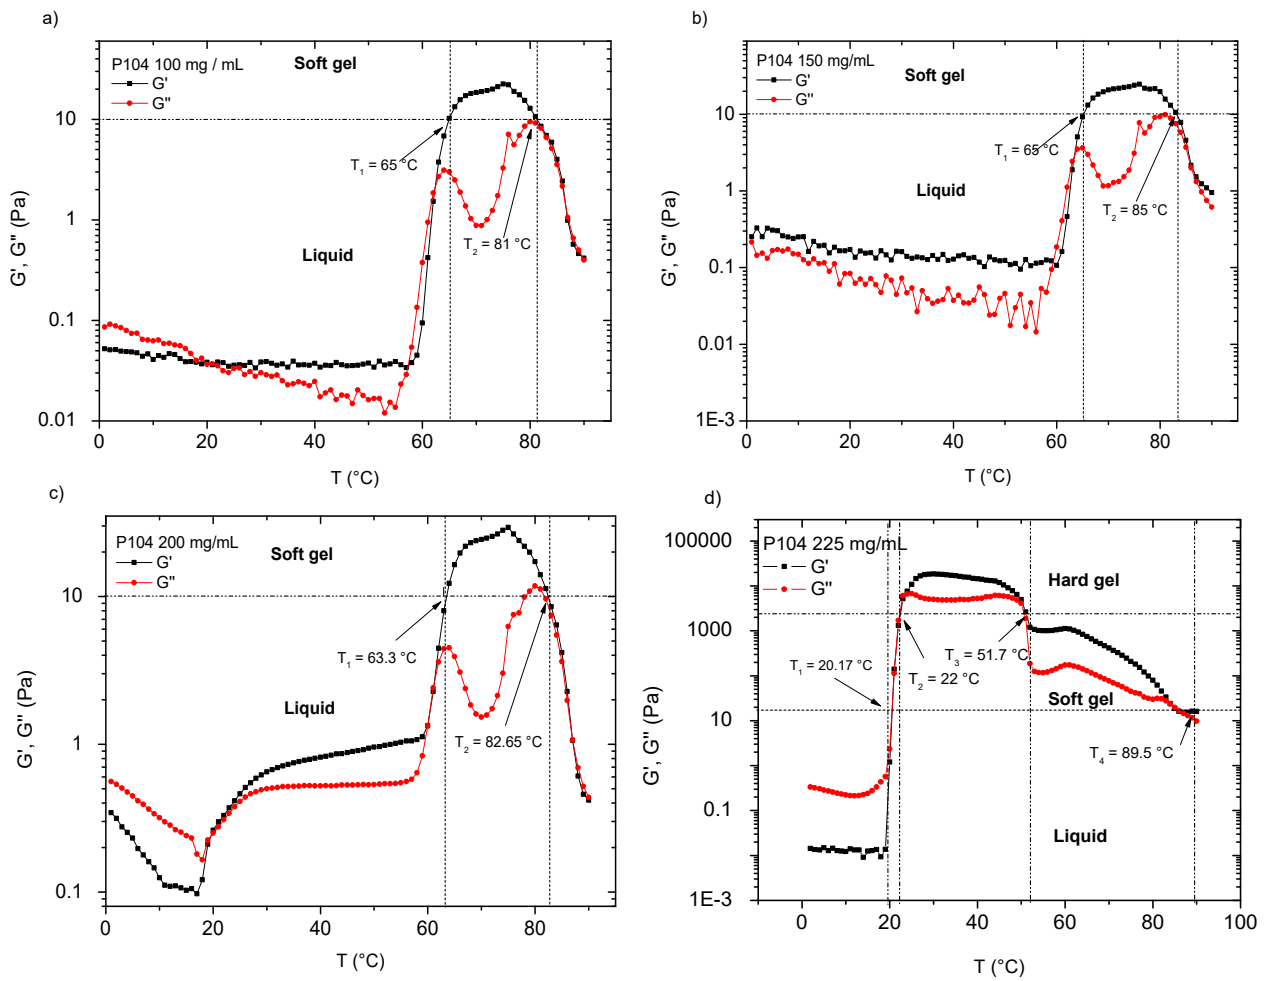 a)
P104 100 mg / mL
G'
G"
Soft gel
T1 = 65 °C
T2 = 81 °C
Liquid
10
1
0.1
0.01
0 20 40 60 80
G', G" (Pa)
T (°C)
b)
P104 150 mg/mL
G'
G"
Soft gel
T1 = 65 °C
T2 = 85 °C
Liquid
100
10
1
0.1
0.01
1E-3
0 20 40 60 80
G', G" (Pa)
T (°C)
c)
P104 200 mg/mL
G'
G"
Soft gel
T1 = 63.3 °C
Liquid
T2 = 82.65 °C
10
1
0.1
0 20 40 60 80
G', G" (Pa)
T (°C)
d)
P104 225 mg/mL
G'
G"
Hard gel
T1 = 20.17 °C
T2 = 22 °C
T3 = 51.7 °C
Soft gel
T4 = 89.5 °C
Liquid
100000
1000
10
0.1
1E-3
0 20 40 60 80 100
G', G" (Pa)
T (°C)